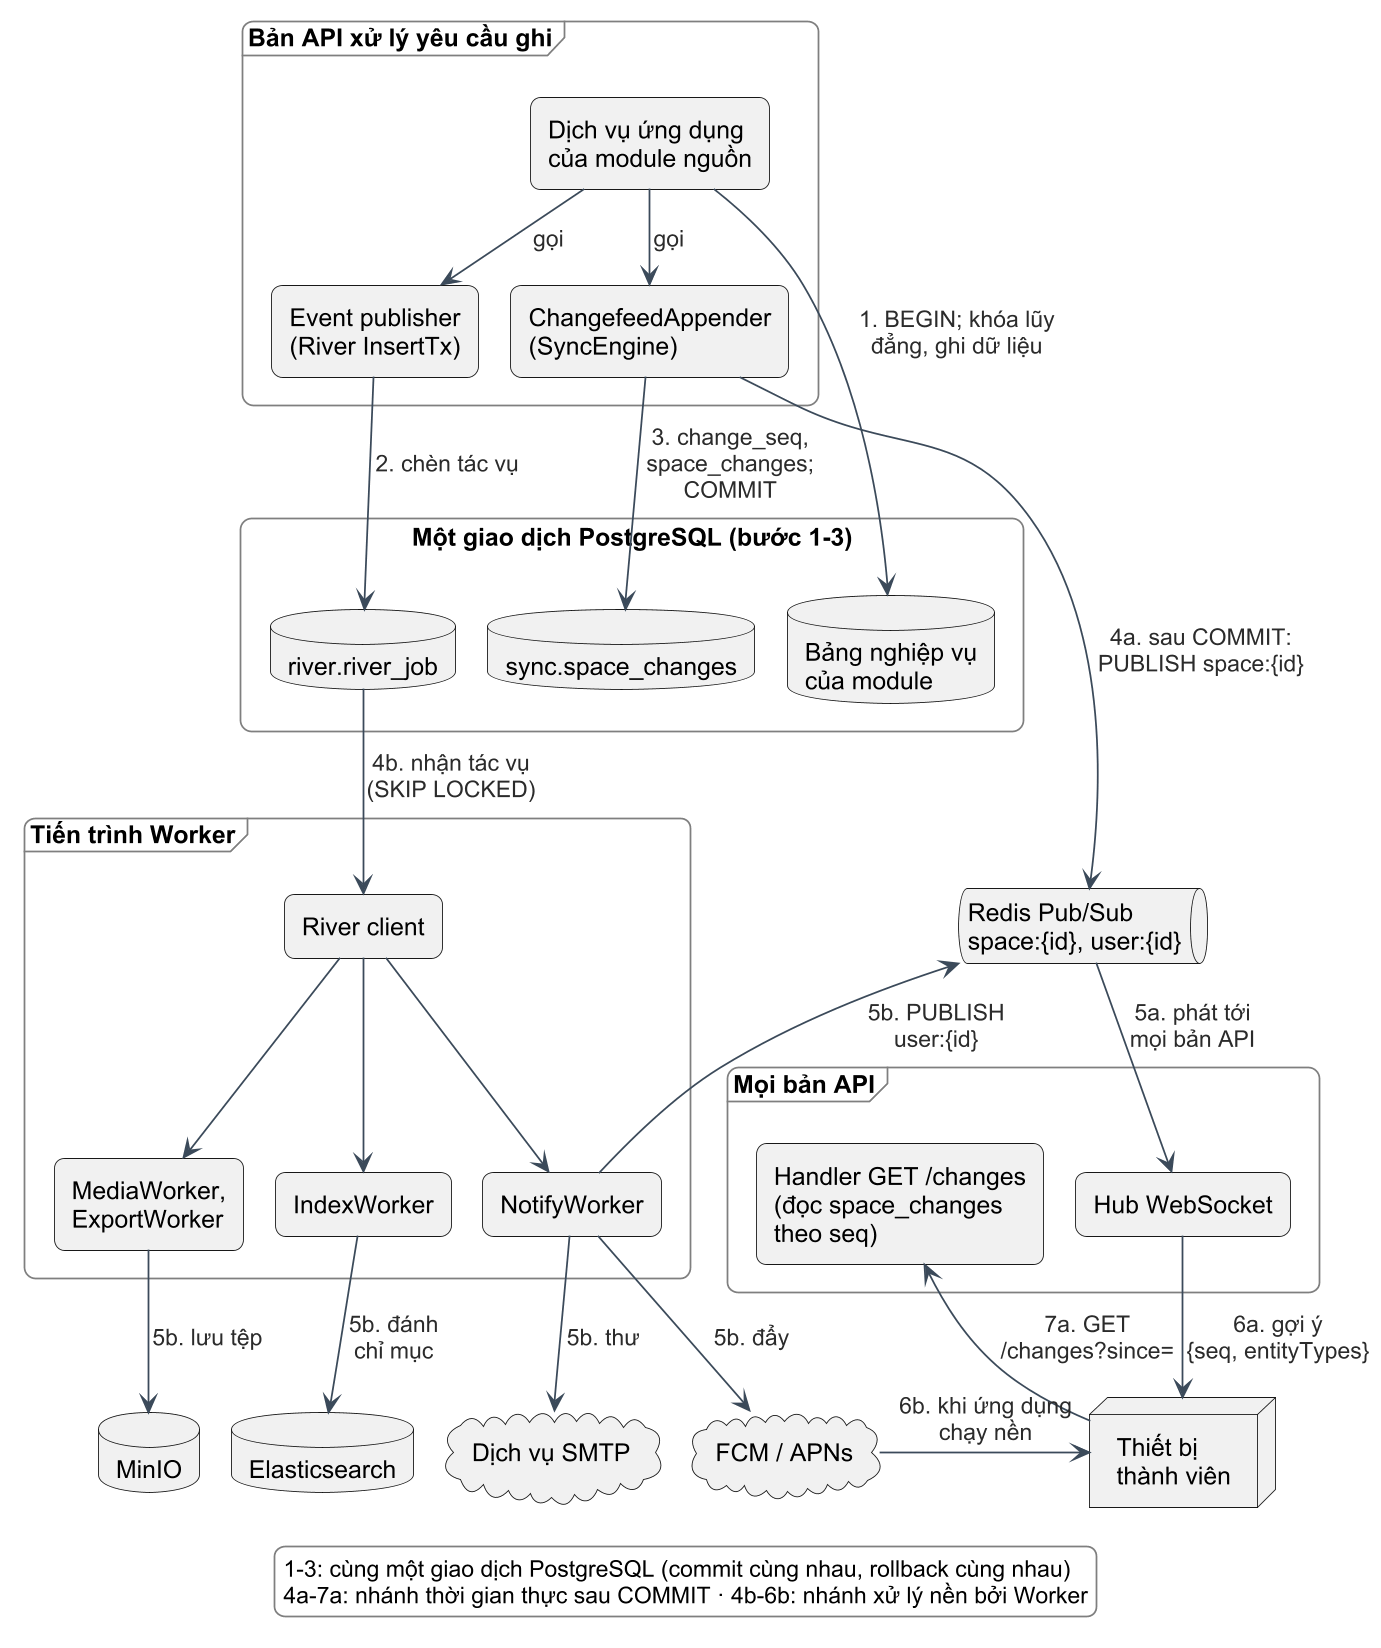 Bản API xử lý yêu cầu ghi
Dịch vụ ứng dụng
của module nguồn
gọi
gọi
Event publisher
(River InsertTx)
ChangefeedAppender
(SyncEngine)
1. BEGIN; khóa lũy
đẳng, ghi dữ liệu
2. chèn tác vụ
3. change_seq,
space_changes;
COMMIT
Một giao dịch PostgreSQL (bước 1-3)
river.river_job
sync.space_changes
Bảng nghiệp vụ
của module
4a. sau COMMIT:
PUBLISH space:{id}
4b. nhận tác vụ
(SKIP LOCKED)
Tiến trình Worker
River client
Redis Pub/Sub
space:{id}, user:{id}
5b. PUBLISH
user:{id}
5a. phát tới
mọi bản API
Mọi bản API
MediaWorker,
ExportWorker
IndexWorker
NotifyWorker
Handler GET /changes
(đọc space_changes
theo seq)
Hub WebSocket
5b. lưu tệp
5b. đánh
chỉ mục
5b. thư
5b. đẩy
7a. GET
/changes?since=
6a. gợi ý
{seq, entityTypes}
6b. khi ứng dụng
chạy nền
MinIO
Elasticsearch
Dịch vụ SMTP
FCM / APNs
Thiết bị
thành viên
1-3: cùng một giao dịch PostgreSQL (commit cùng nhau, rollback cùng nhau)
4a-7a: nhánh thời gian thực sau COMMIT · 4b-6b: nhánh xử lý nền bởi Worker